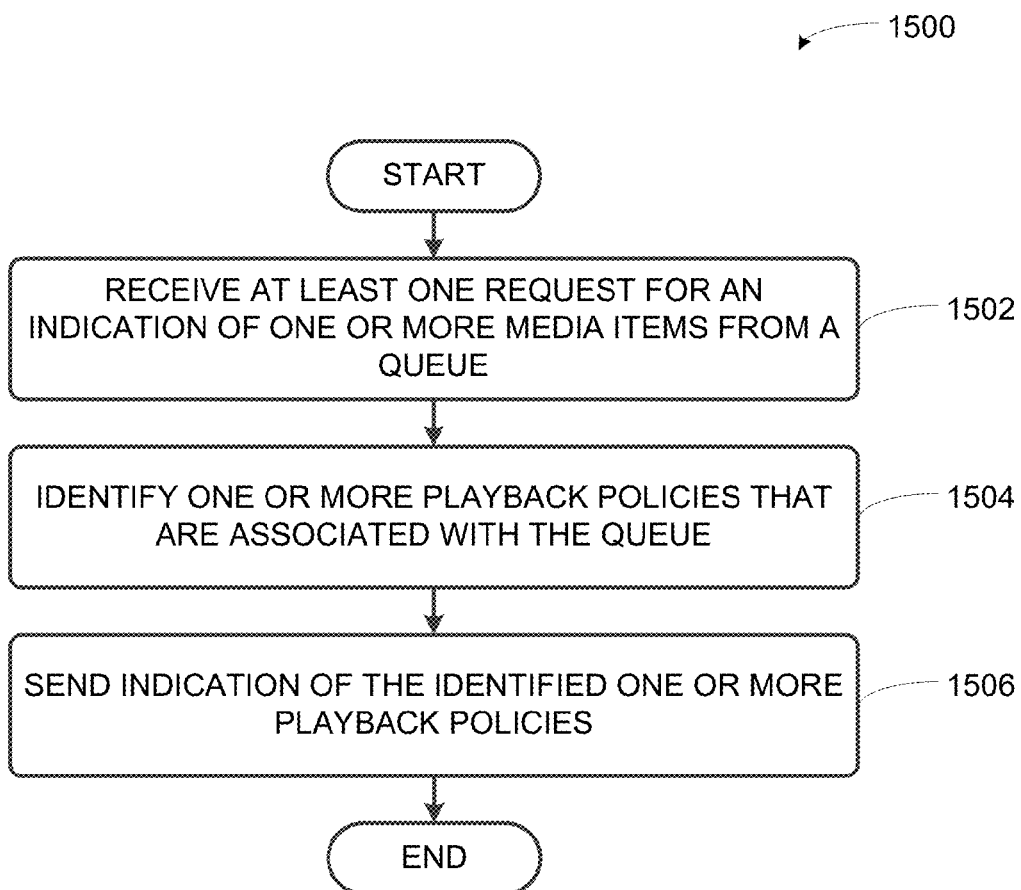 1500
START
RECEIVE AT LEAST ONE REQUEST FOR AN
INDICATION OF ONE OR MORE MEDIA ITEMS FROM A
QUEUE
1502
IDENTIFY ONE OR MORE PLAYBACK POLICIES THAT
ARE ASSOCIATED WITH THE QUEUE
1504
SEND INDICATION OF THE IDENTIFIED ONE OR MORE
PLAYBACK POLICIES
1506
END